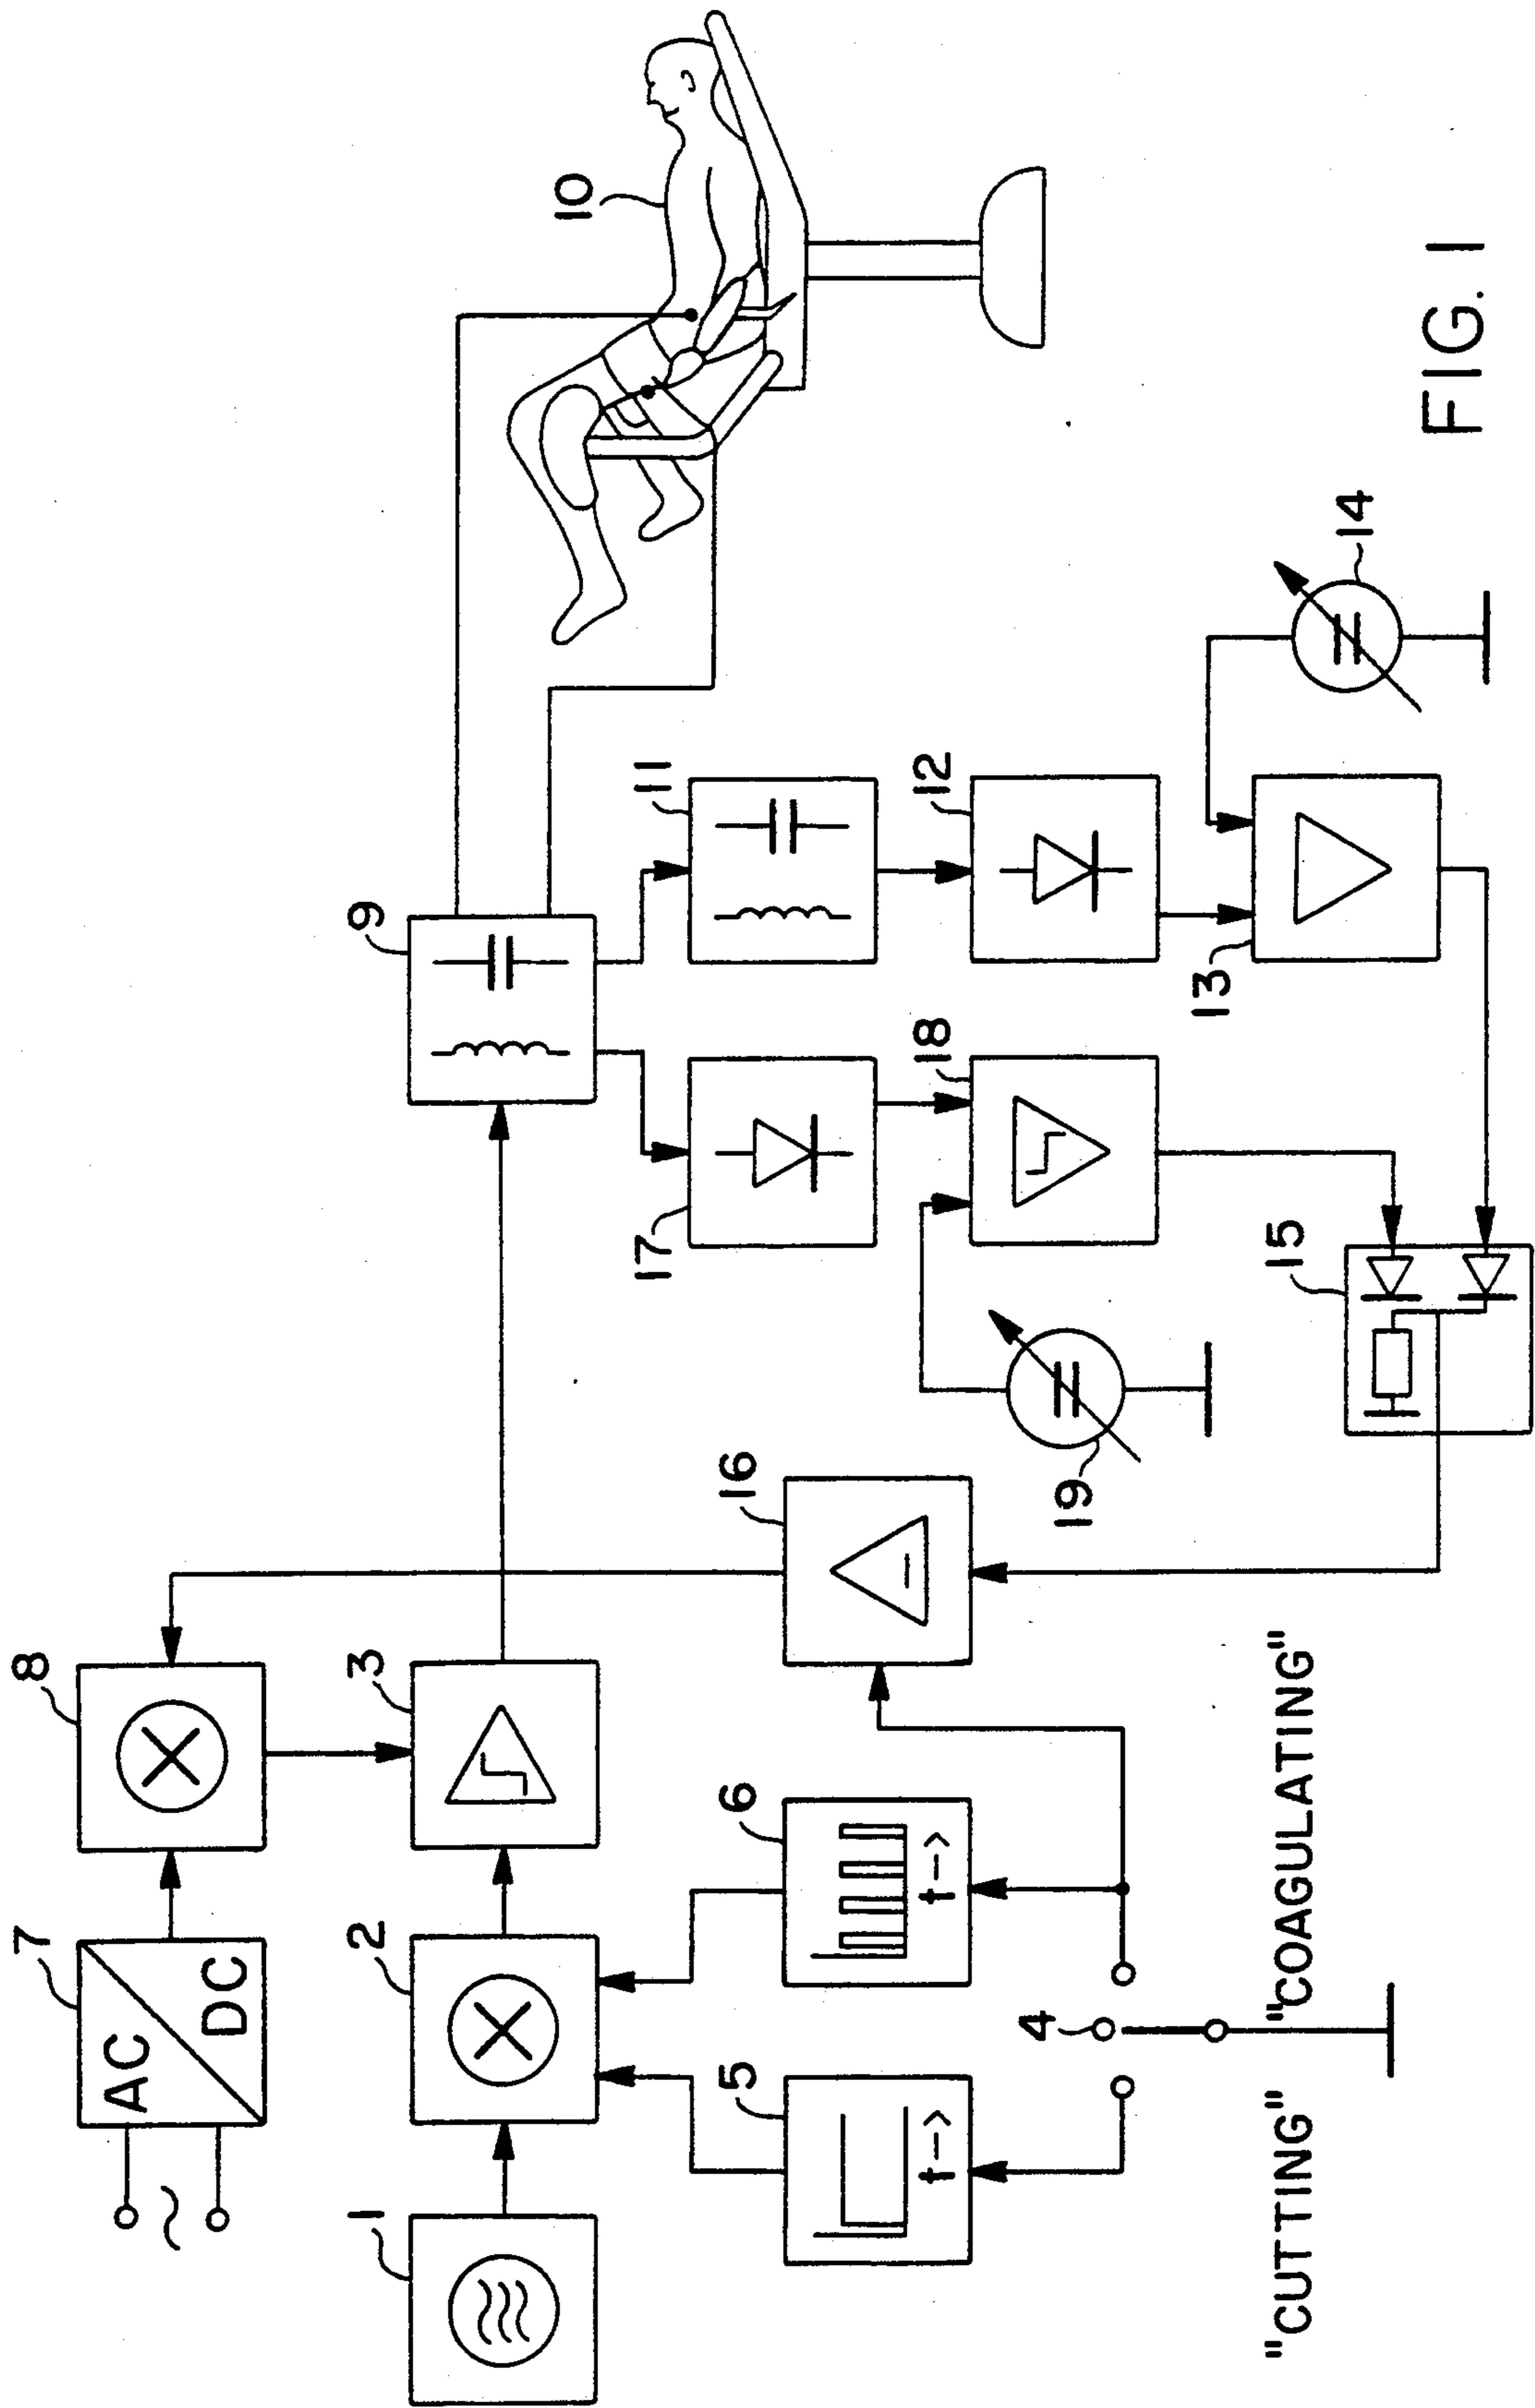 7
AC
DC
8
1
2
3
9
10
5
t-->
6
t-->
16
17
11
4
18
12
"CUTTING"
"COAGULATING"
19
15
13
14
FIG. 1